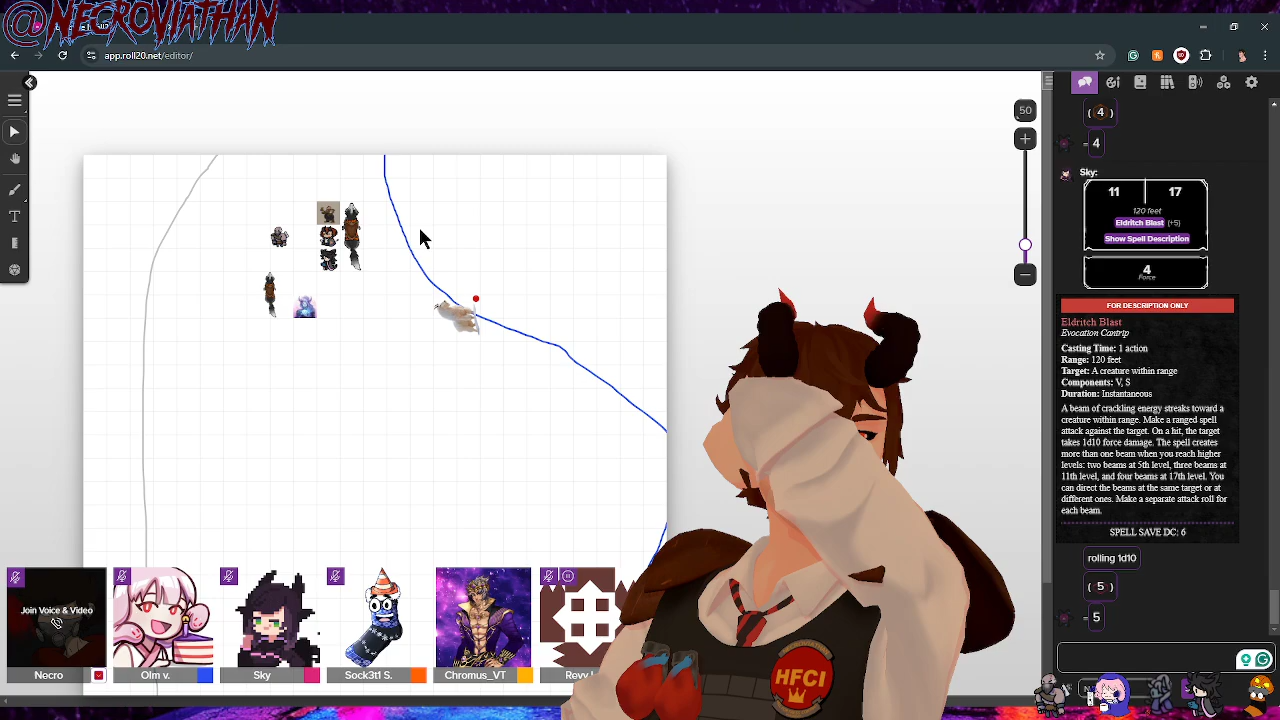 @NECROVIATHAN
app.roll20.net/editor/
50
( 4 )
= 4
Sky:
11 17
120 feet
Eldritch Blast (+5)
Show Spell Description
4
Force
FOR DESCRIPTION ONLY
Eldritch Blast
Evocation Cantrip
Casting Time: 1 action
Range: 120 feet
Target: A creature within range
Components: V, S
Duration: Instantaneous
A beam of crackling energy streaks toward a
creature within range. Make a ranged spell
attack against the target. On a hit, the target
takes 1d10 force damage. The spell creates
more than one beam when you reach higher
levels: two beams at 5th level, three beams at
11th level, and four beams at 17th level. You
can direct the beams at the same target or at
different ones. Make a separate attack roll for
each beam.
SPELL SAVE DC: 6
rolling 1d10
( 5 )
= 5
Join Voice & Video
Necro
Olm v.
Sky
Sock3t1 S.
Chromus_VT
HFCI